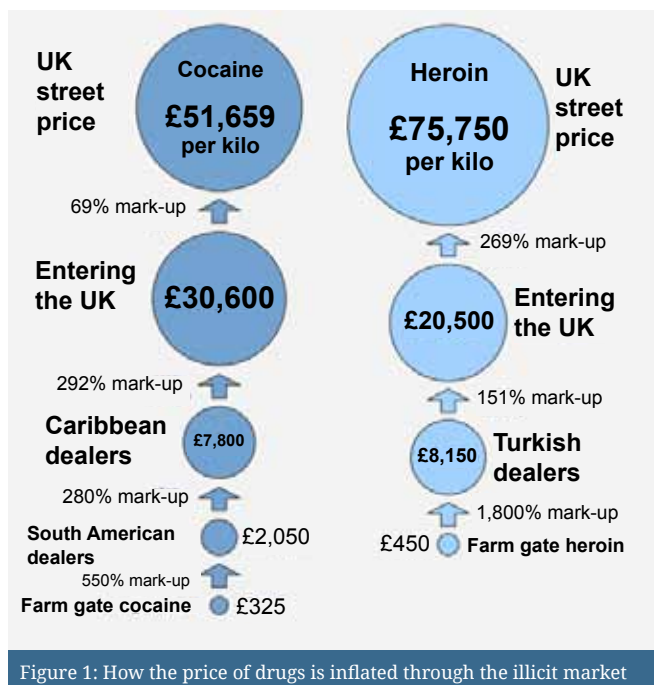 UK
street
price
Cocaine
£51,659
per kilo
69% mark-up
Entering
the UK
£30,600
292% mark-up
Caribbean
dealers
£7,800
280% mark-up
South American
dealers
£2,050
550% mark-up
Farm gate cocaine
£325
Heroin
£75,750
per kilo
UK
street
price
269% mark-up
£20,500
Entering
the UK
151% mark-up
£8,150
Turkish
dealers
1,800% mark-up
£450
Farm gate heroin
Figure 1: How the price of drugs is inflated through the illicit market